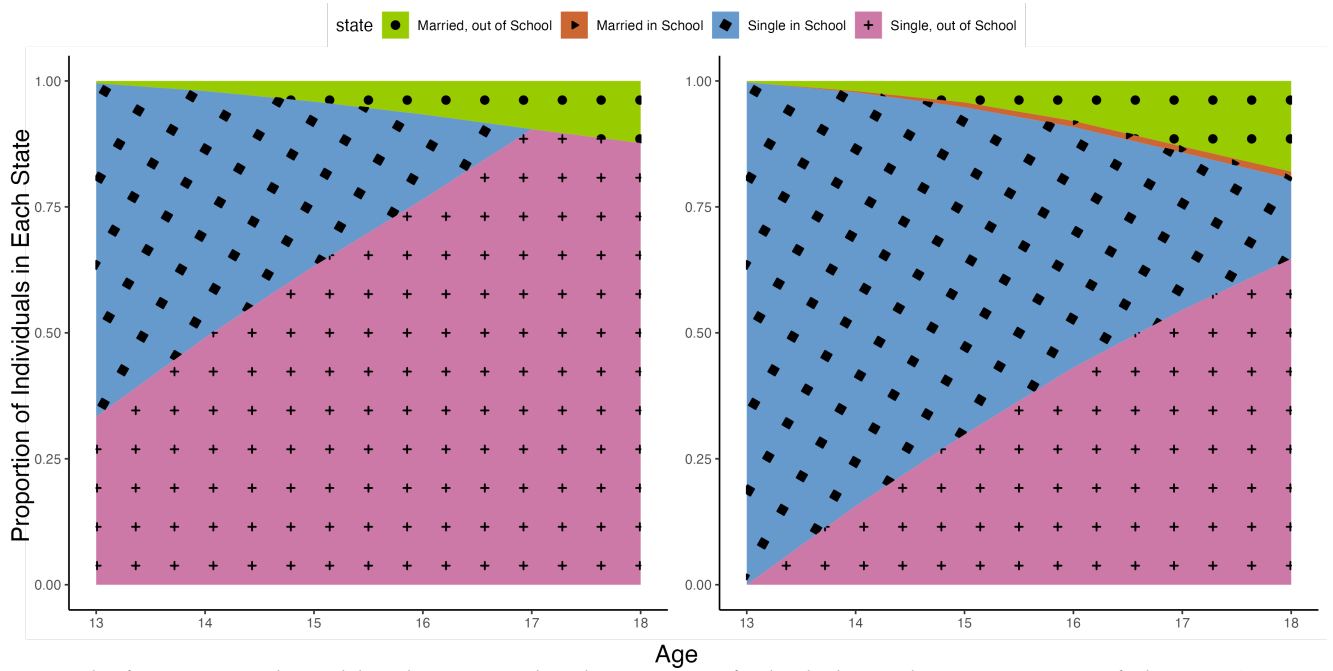 state Married, out of School Married in School Single in School Single, out of School
Proportion of Individuals in Each State
1.00
0.75
0.50
0.25
0.00
13 14 15 16 17 18
1.00
0.75
0.50
0.25
0.00
13 14 15 16 17 18
Age